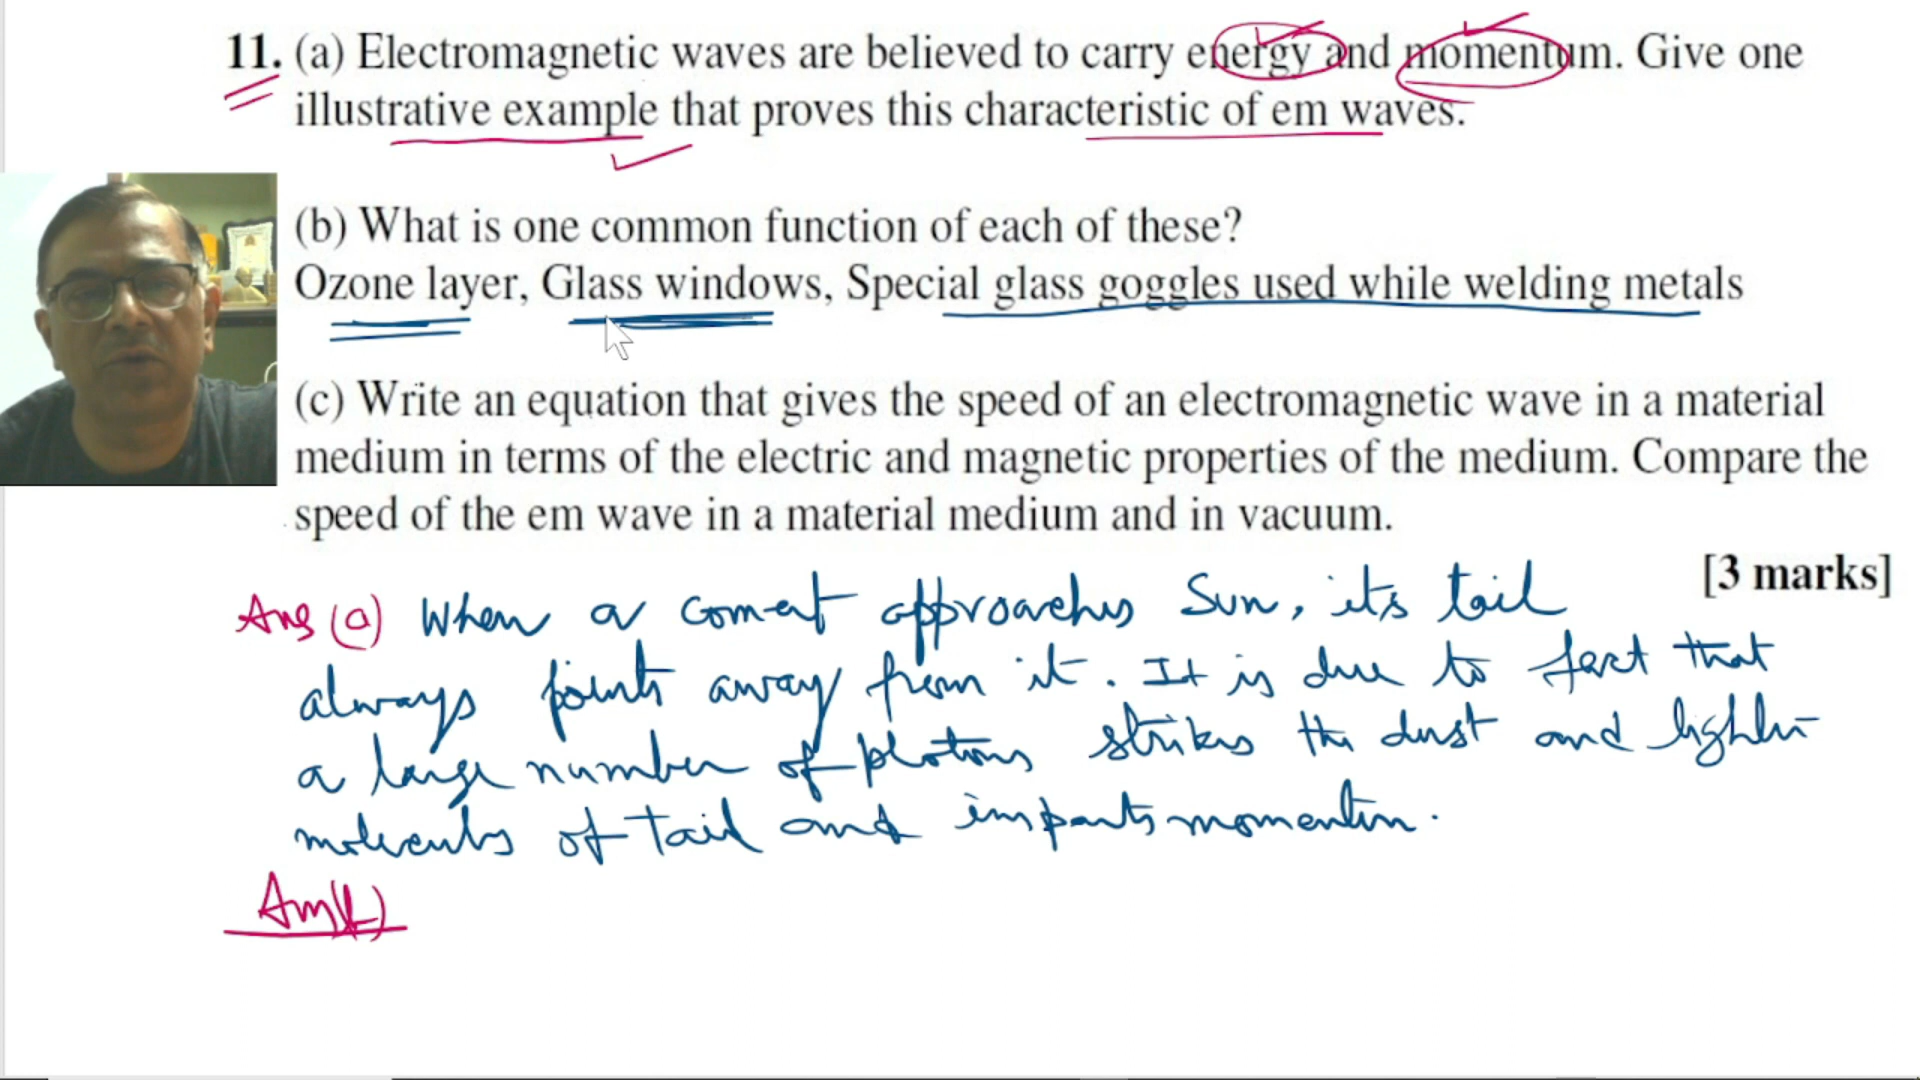 11. (a) Electromagnetic waves are believed to carry energy and momentum. Give one
illustrative example that proves this characteristic of em waves.
(b) What is one common function of each of these?
Ozone layer, Glass windows, Special glass goggles used while welding metals
(c) Write an equation that gives the speed of an electromagnetic wave in a material
medium in terms of the electric and magnetic properties of the medium. Compare the
speed of the em wave in a material medium and in vacuum.
[3 marks]
Ans (a) When a comet approaches Sun, its tail
always points away from it. It is due to fact that
a large number of photons strikes the dust and lighter
molecules of tail and imparts momentum.
Ans(b)